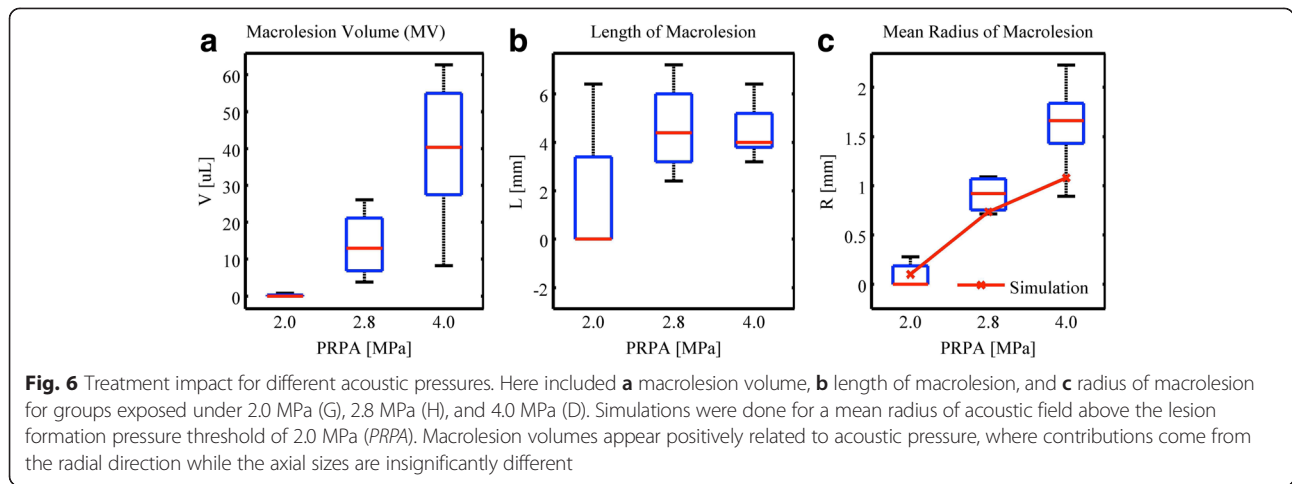 a Macrolesion Volume (MV)
b Length of Macrolesion
c Mean Radius of Macrolesion
V [uL]
60
50
40
30
20
10
0
2.0 2.8 4.0
PRPA [MPa]
L [mm]
6
4
2
0
-2
2.0 2.8 4.0
PRPA [MPa]
R [mm]
2
1.5
1
0.5
0
Simulation
2.0 2.8 4.0
PRPA [MPa]
Fig. 6 Treatment impact for different acoustic pressures. Here included a macrolesion volume, b length of macrolesion, and c radius of macrolesion
for groups exposed under 2.0 MPa (G), 2.8 MPa (H), and 4.0 MPa (D). Simulations were done for a mean radius of acoustic field above the lesion
formation pressure threshold of 2.0 MPa (PRPA). Macrolesion volumes appear positively related to acoustic pressure, where contributions come from
the radial direction while the axial sizes are insignificantly different